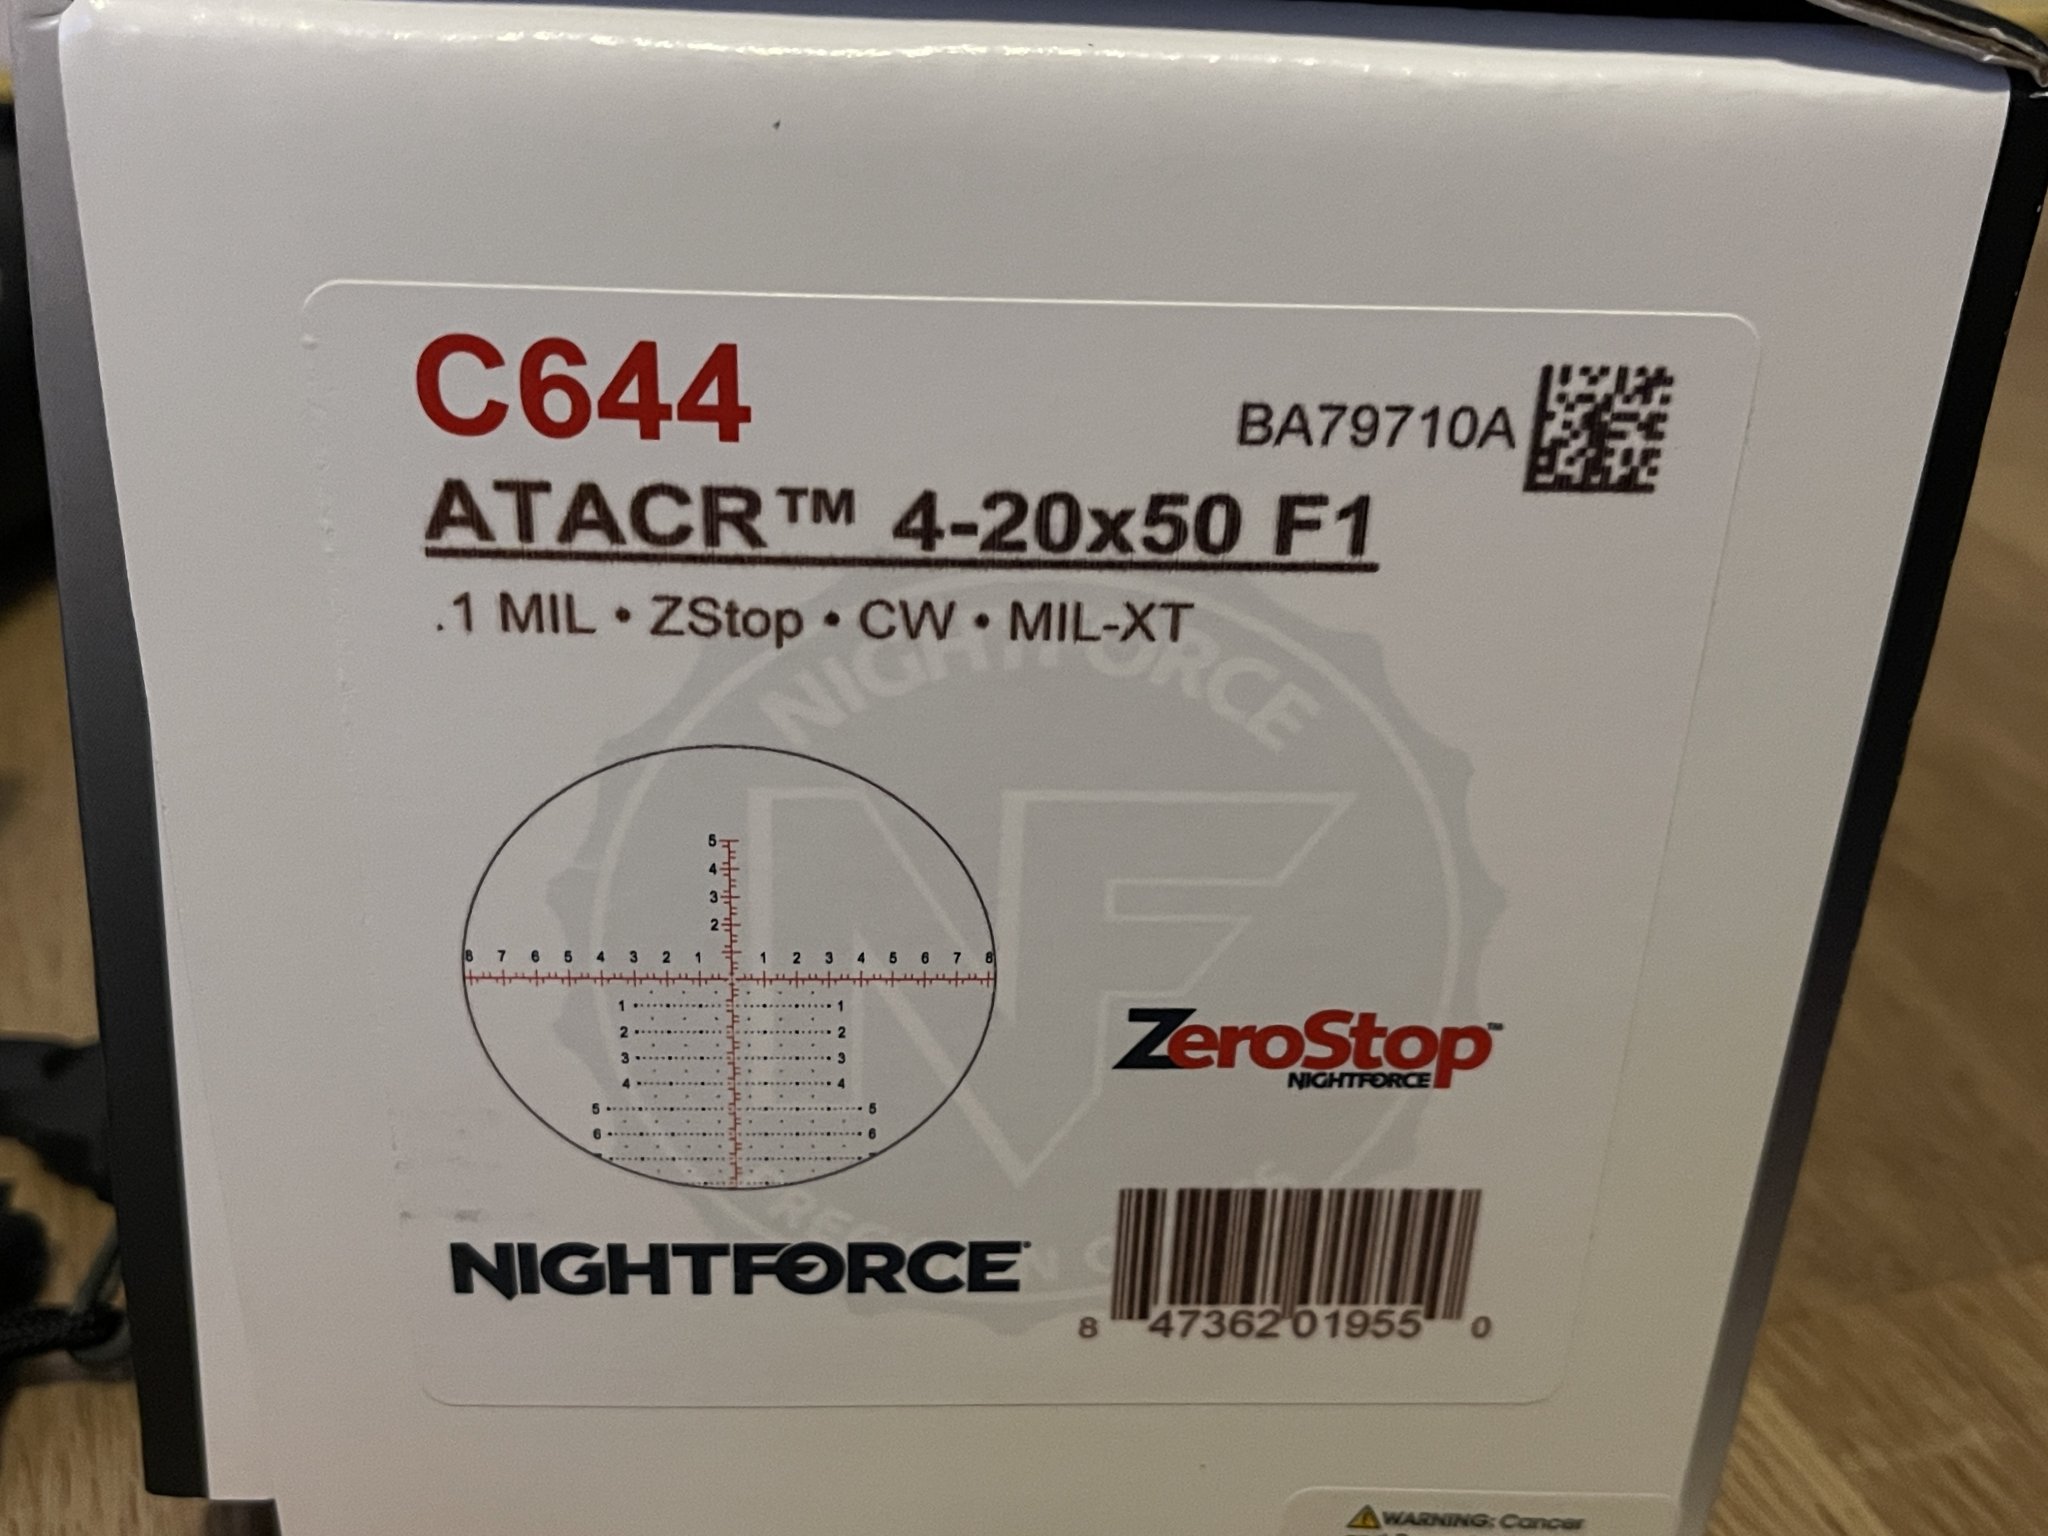 C644
BA79710A
ATACR™ 4-20x50 F1
.1 MIL • ZStop • CW • MIL-XT
NIGHTFORCE
NF
5
4
3
2
8 7 6 5 4 3 2 1 1 2 3 4 5 6 7 8
1 1
2 2
3 3
4 4
5 5
6 6
ZeroStop™
NIGHTFORCE
NIGHTFORCE
8 47362 01955 0
WARNING: Cancer